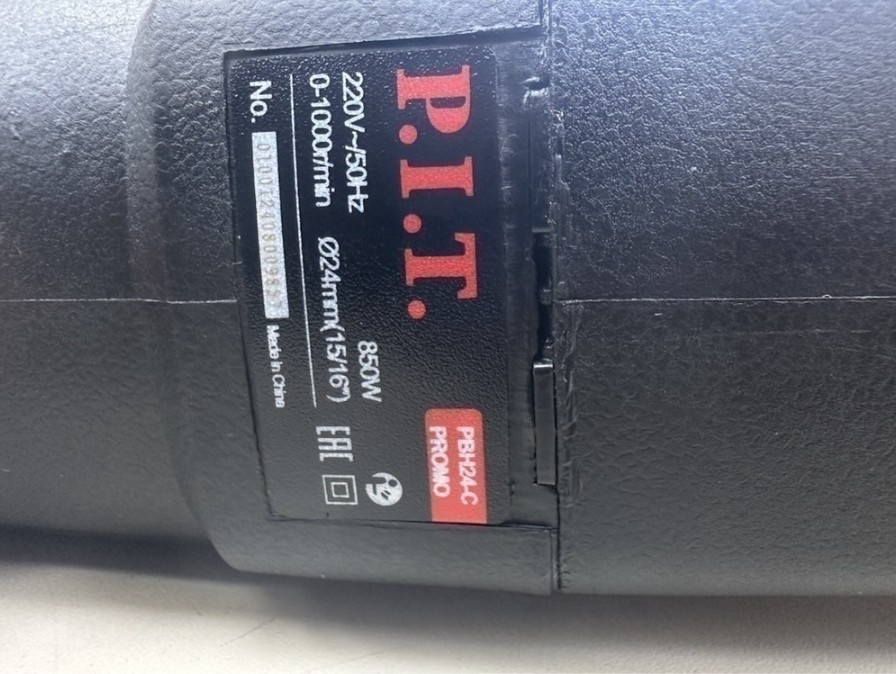 P.I.T.
PBH24-C
PROMO
220V~/50Hz 850W
0-1000r/min Ø24mm(15/16")
EAC
No. Made in China